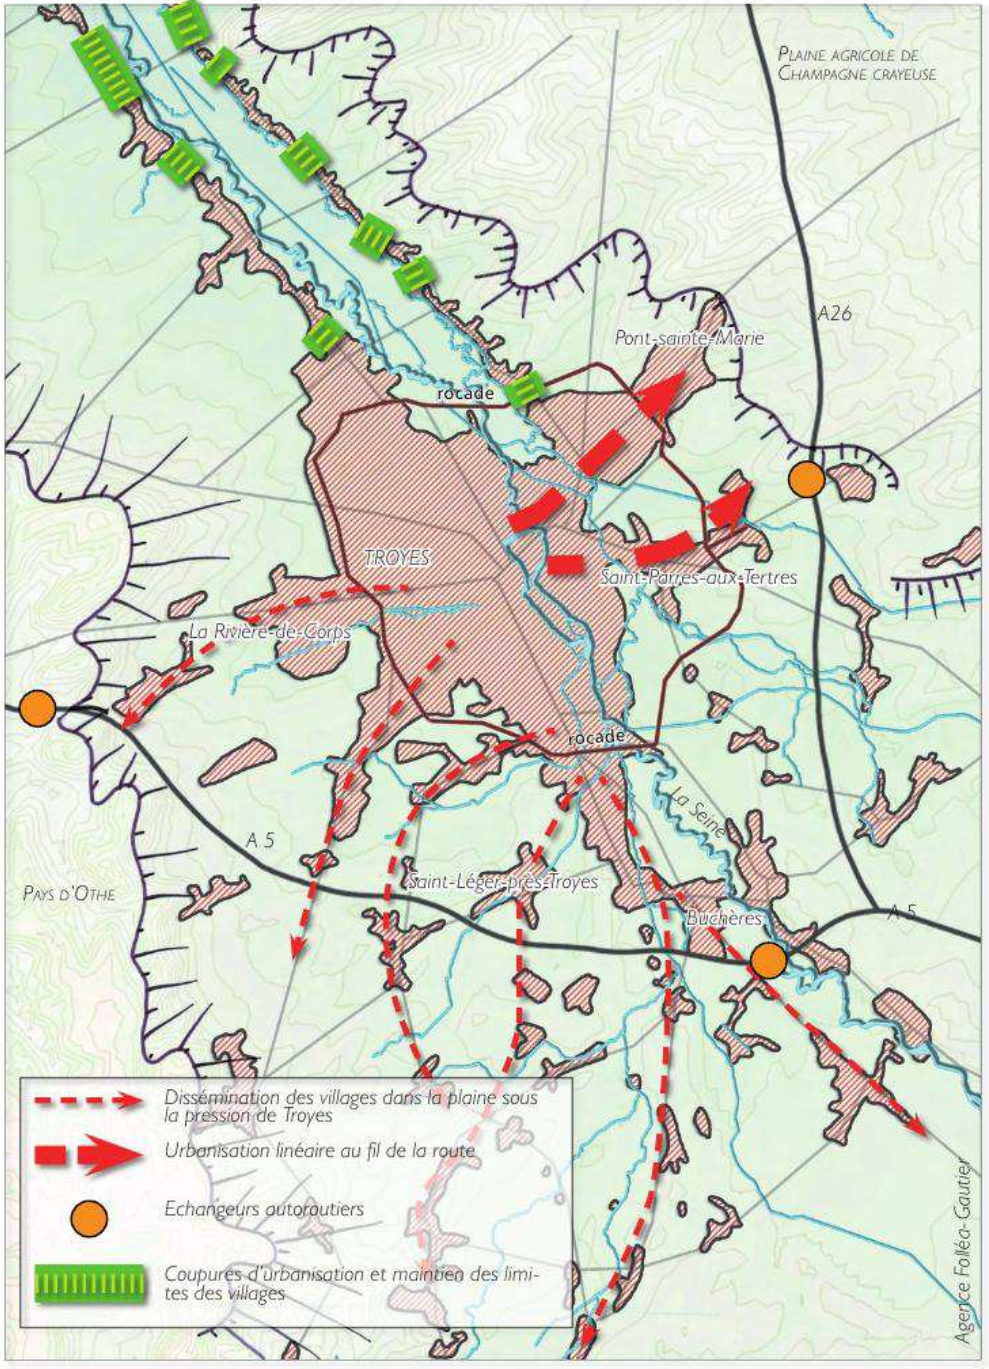 PLAINE AGRICOLE DE
CHAMPAGNE CRAYEUSE
A26
Pont-sainte-Marie
rocade
TROYES
Saint-Parres-aux-Tertres
La Rivière-de-Corps
rocade
La Seine
A 5
Saint-Léger-près-Troyes
PAYS D'OTHE
Buchères
A 5
Dissémination des villages dans la plaine sous
la pression de Troyes
Urbanisation linéaire au fil de la route
Echangeurs autoroutiers
Coupures d'urbanisation et maintien des limi-
tes des villages
Agence Folléa-Gautier